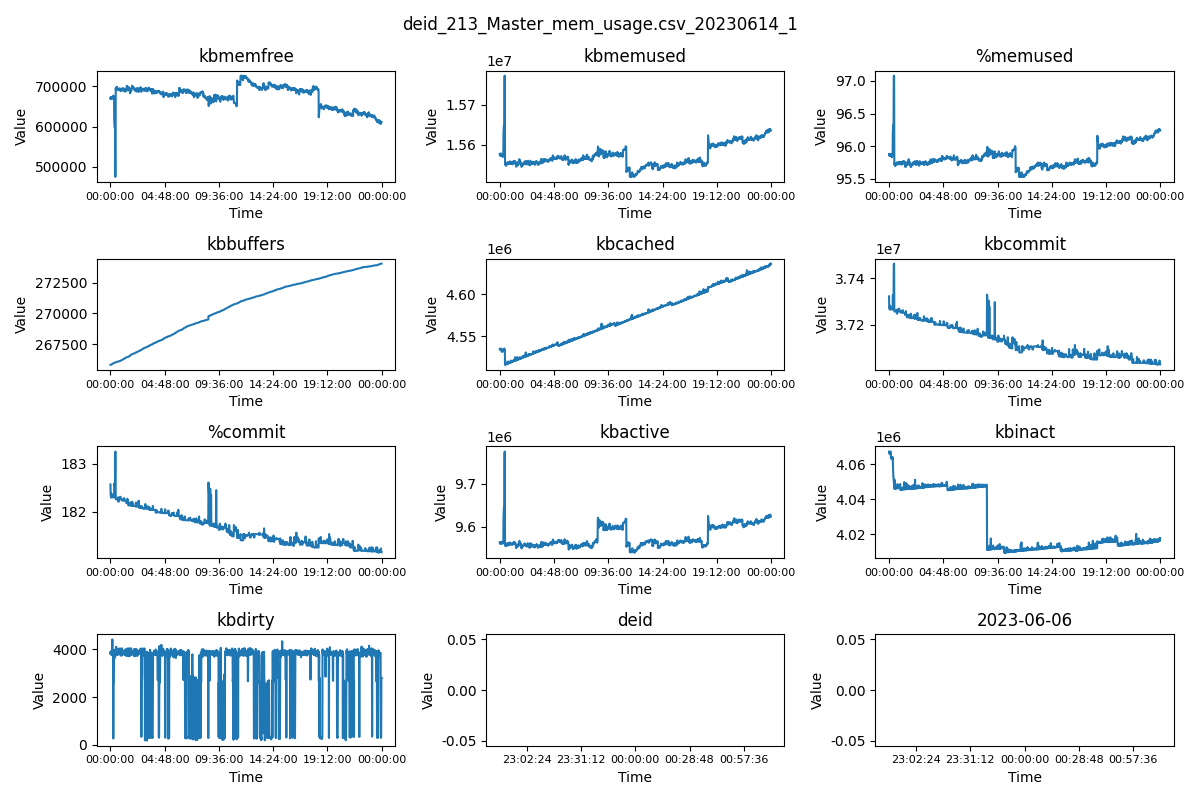 deid_213_Master_mem_usage.csv_20230614_1
kbmemfree
kbmemused
%memused
1e7
700000
600000
500000
Value
00:00:00 04:48:00 09:36:00 14:24:00 19:12:00 00:00:00
Time
1.57
1.56
Value
00:00:00 04:48:00 09:36:00 14:24:00 19:12:00 00:00:00
Time
97.0
96.5
96.0
95.5
Value
00:00:00 04:48:00 09:36:00 14:24:00 19:12:00 00:00:00
Time
kbbuffers
kbcached
kbcommit
1e6
1e7
272500
270000
267500
Value
00:00:00 04:48:00 09:36:00 14:24:00 19:12:00 00:00:00
Time
4.60
4.55
Value
00:00:00 04:48:00 09:36:00 14:24:00 19:12:00 00:00:00
Time
3.74
3.72
Value
00:00:00 04:48:00 09:36:00 14:24:00 19:12:00 00:00:00
Time
%commit
kbactive
kbinact
1e6
1e6
183
182
Value
00:00:00 04:48:00 09:36:00 14:24:00 19:12:00 00:00:00
Time
9.7
9.6
Value
00:00:00 04:48:00 09:36:00 14:24:00 19:12:00 00:00:00
Time
4.06
4.04
4.02
Value
00:00:00 04:48:00 09:36:00 14:24:00 19:12:00 00:00:00
Time
kbdirty
deid
2023-06-06
4000
2000
0
Value
00:00:00 04:48:00 09:36:00 14:24:00 19:12:00 00:00:00
Time
0.05
0.00
-0.05
Value
23:02:24 23:31:12 00:00:00 00:28:48 00:57:36
Time
0.05
0.00
-0.05
Value
23:02:24 23:31:12 00:00:00 00:28:48 00:57:36
Time